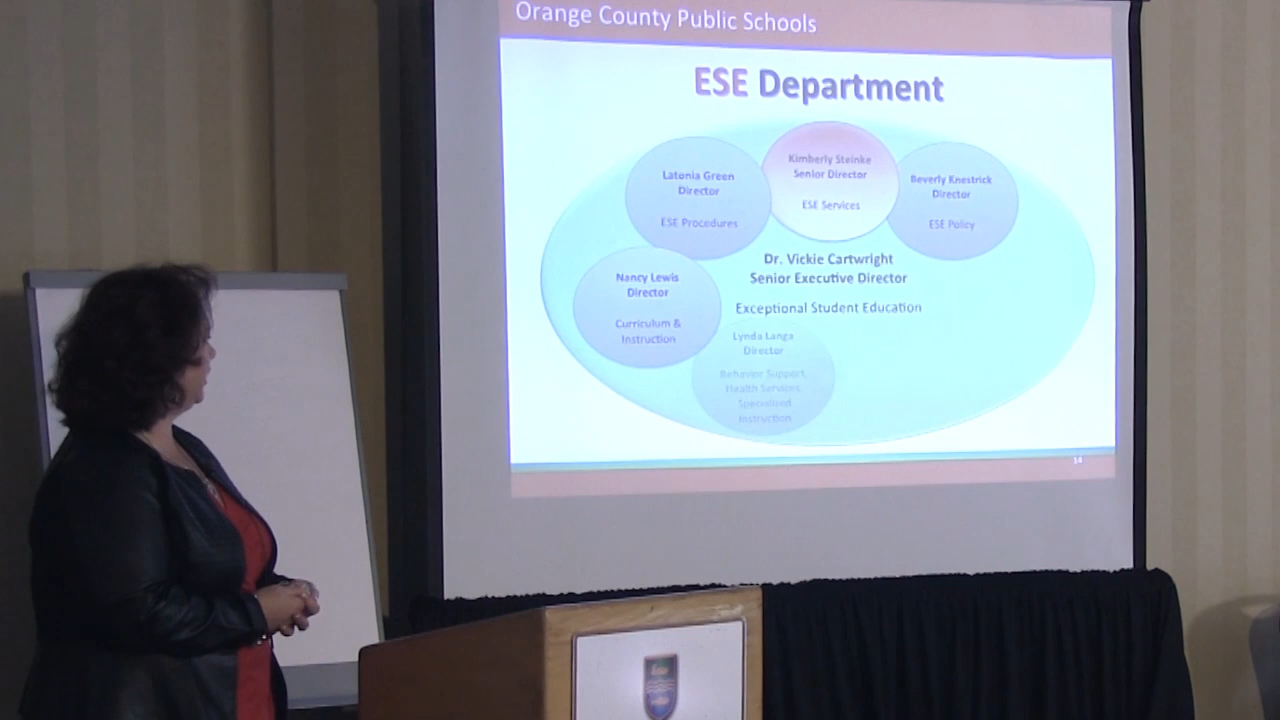 Orange County Public Schools
ESE Department
Kimberly Steinke
Senior Director
ESE Services
Latonia Green
Director
ESE Procedures
Beverly Knestrick
Director
ESE Policy
Nancy Lewis
Director
Curriculum &
Instruction
Dr. Vickie Cartwright
Senior Executive Director
Exceptional Student Education
Lynda Langa
Director
Behavior Support,
Health Services,
Specialized
Instruction
14